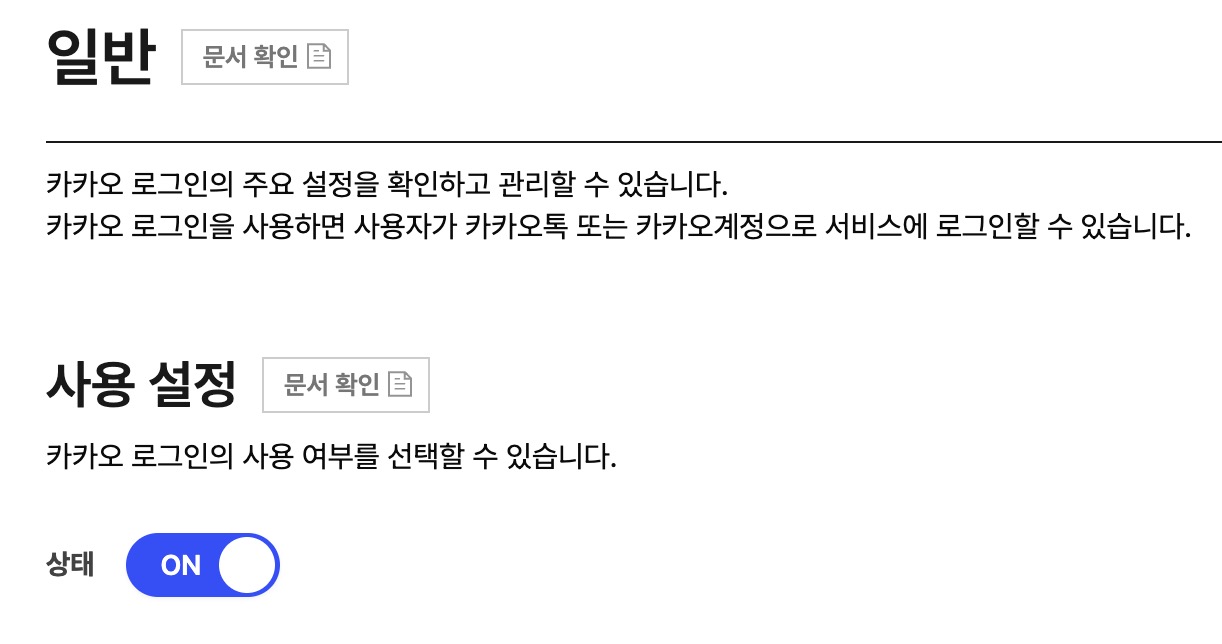 일반 문서 확인
카카오 로그인의 주요 설정을 확인하고 관리할 수 있습니다.
카카오 로그인을 사용하면 사용자가 카카오톡 또는 카카오계정으로 서비스에 로그인할 수 있습니다.
사용 설정 문서 확인
카카오 로그인의 사용 여부를 선택할 수 있습니다.
상태 ON